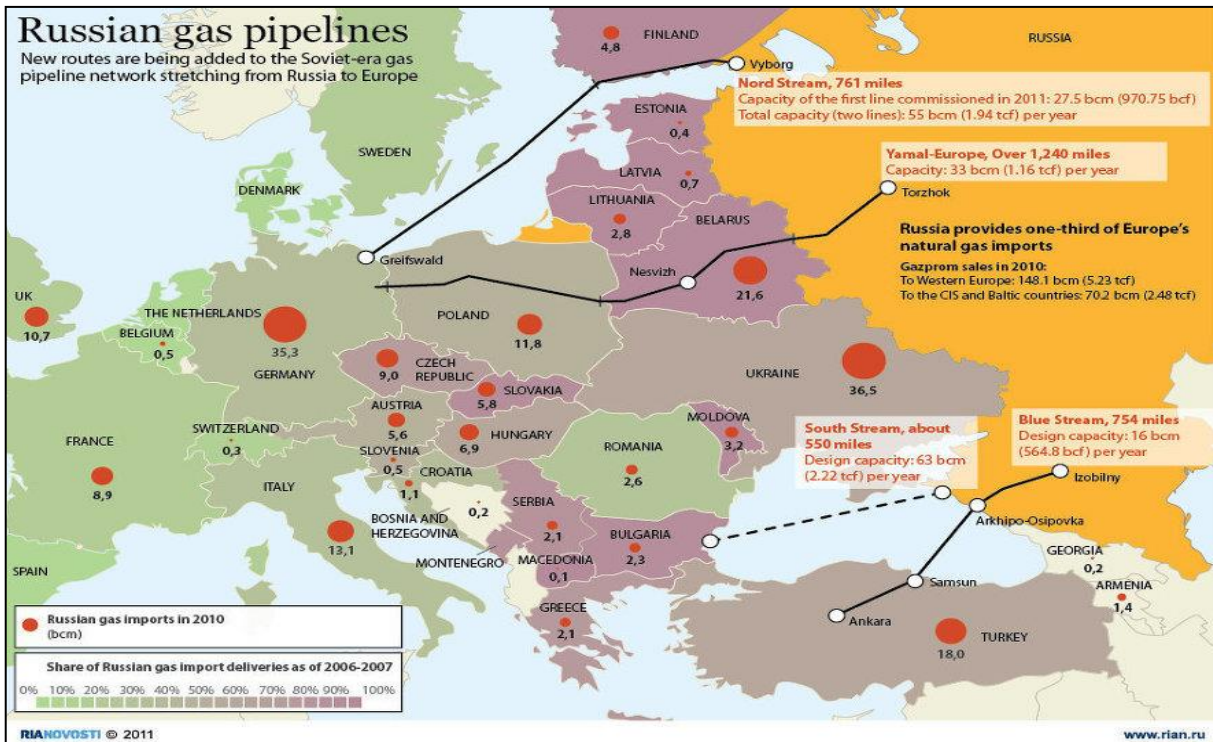 Russian gas pipelines
New routes are being added to the Soviet-era gas
pipeline network stretching from Russia to Europe
FINLAND
4,8
RUSSIA
Vyborg
Nord Stream, 761 miles
Capacity of the first line commissioned in 2011: 27.5 bcm (970.75 bcf)
Total capacity (two lines): 55 bcm (1.94 tcf) per year
ESTONIA
0,4
SWEDEN
Yamal-Europe, Over 1,240 miles
Capacity: 33 bcm (1.16 tcf) per year
DENMARK
LATVIA
0,7
Torzhok
LITHUANIA
2,8
BELARUS
Russia provides one-third of Europe's
natural gas imports
Gazprom sales in 2010:
To Western Europe: 148.1 bcm (5.23 tcf)
To the CIS and Baltic countries: 70.2 bcm (2.48 tcf)
Greifswald
Nesvizh
21,6
UK
10,7
THE NETHERLANDS
BELGIUM
0,5
35,3
GERMANY
POLAND
11,8
9,0
CZECH
REPUBLIC
SLOVAKIA
5,8
UKRAINE
36,5
AUSTRIA
5,6
HUNGARY
6,9
MOLDOVA
3,2
South Stream, about
550 miles
Design capacity: 63 bcm
(2.22 tcf) per year
Blue Stream, 754 miles
Design capacity: 16 bcm
(564.8 bcf) per year
FRANCE
8,9
SWITZERLAND
0,3
SLOVENIA
0,5
CROATIA
1,1
ROMANIA
2,6
Izobilny
ITALY
13,1
BOSNIA AND
HERZEGOVINA
0,2
SERBIA
2,1
BULGARIA
2,3
Arkhipo-Osipovka
MONTENEGRO
MACEDONIA
0,1
GEORGIA
0,2
SPAIN
Samsun
ARMENIA
1,4
GREECE
2,1
Ankara
TURKEY
18,0
Russian gas imports in 2010
(bcm)
Share of Russian gas import deliveries as of 2006-2007
0% 10% 20% 30% 40% 50% 60% 70% 80% 90% 100%
RIANOVOSTI © 2011
www.rian.ru